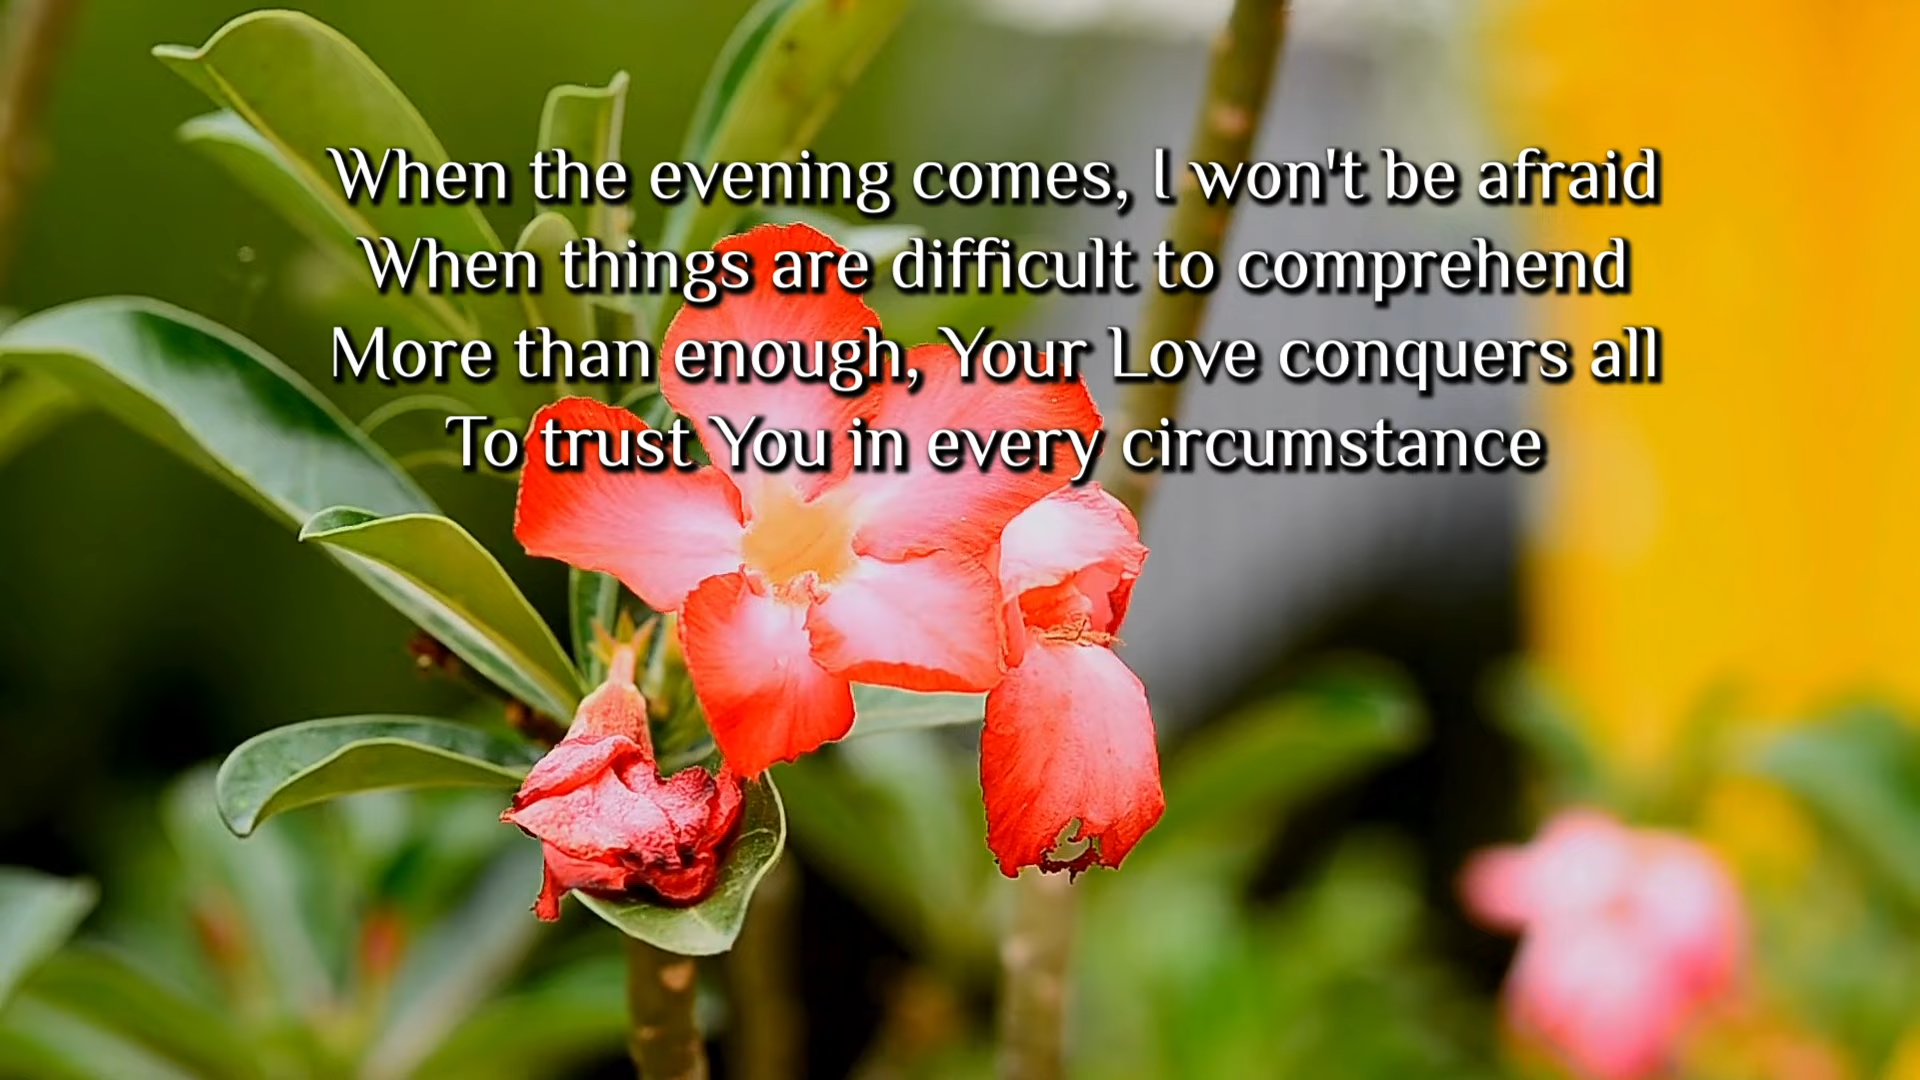 When the evening comes, I won't be afraid
When things are difficult to comprehend
More than enough, Your Love conquers all
To trust You in every circumstance